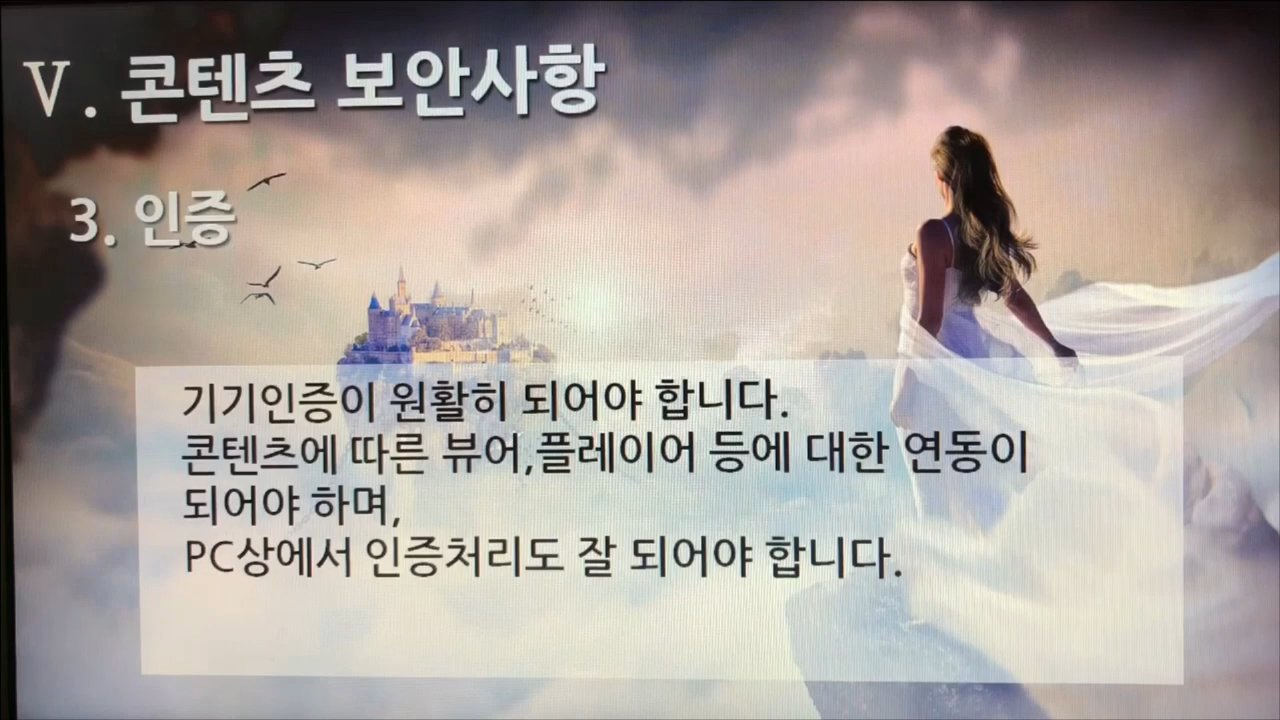 Ⅴ. 콘텐츠 보안사항
3. 인증
기기인증이 원활히 되어야 합니다.
콘텐츠에 따른 뷰어,플레이어 등에 대한 연동이
되어야 하며,
PC상에서 인증처리도 잘 되어야 합니다.